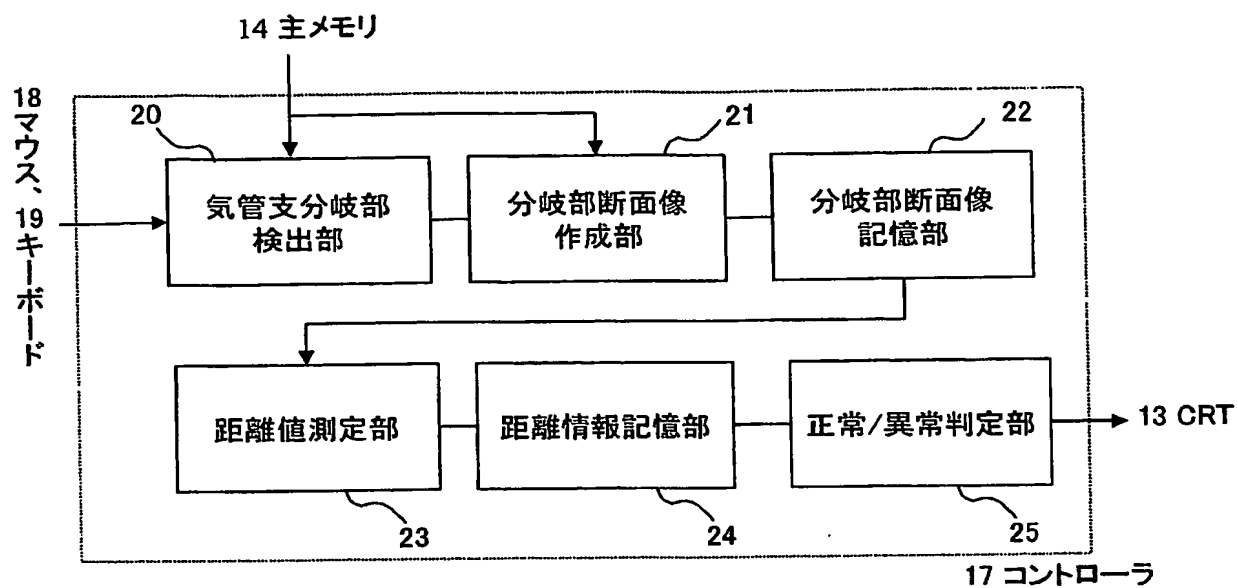 14 主メモリ
18
マウス、
19
キーボード
20
21
22
気管支分岐部
検出部
分岐部断面像
作成部
分岐部断面像
記憶部
距離値測定部
距離情報記憶部
正常/異常判定部
13 CRT
23
24
25
17 コントローラ